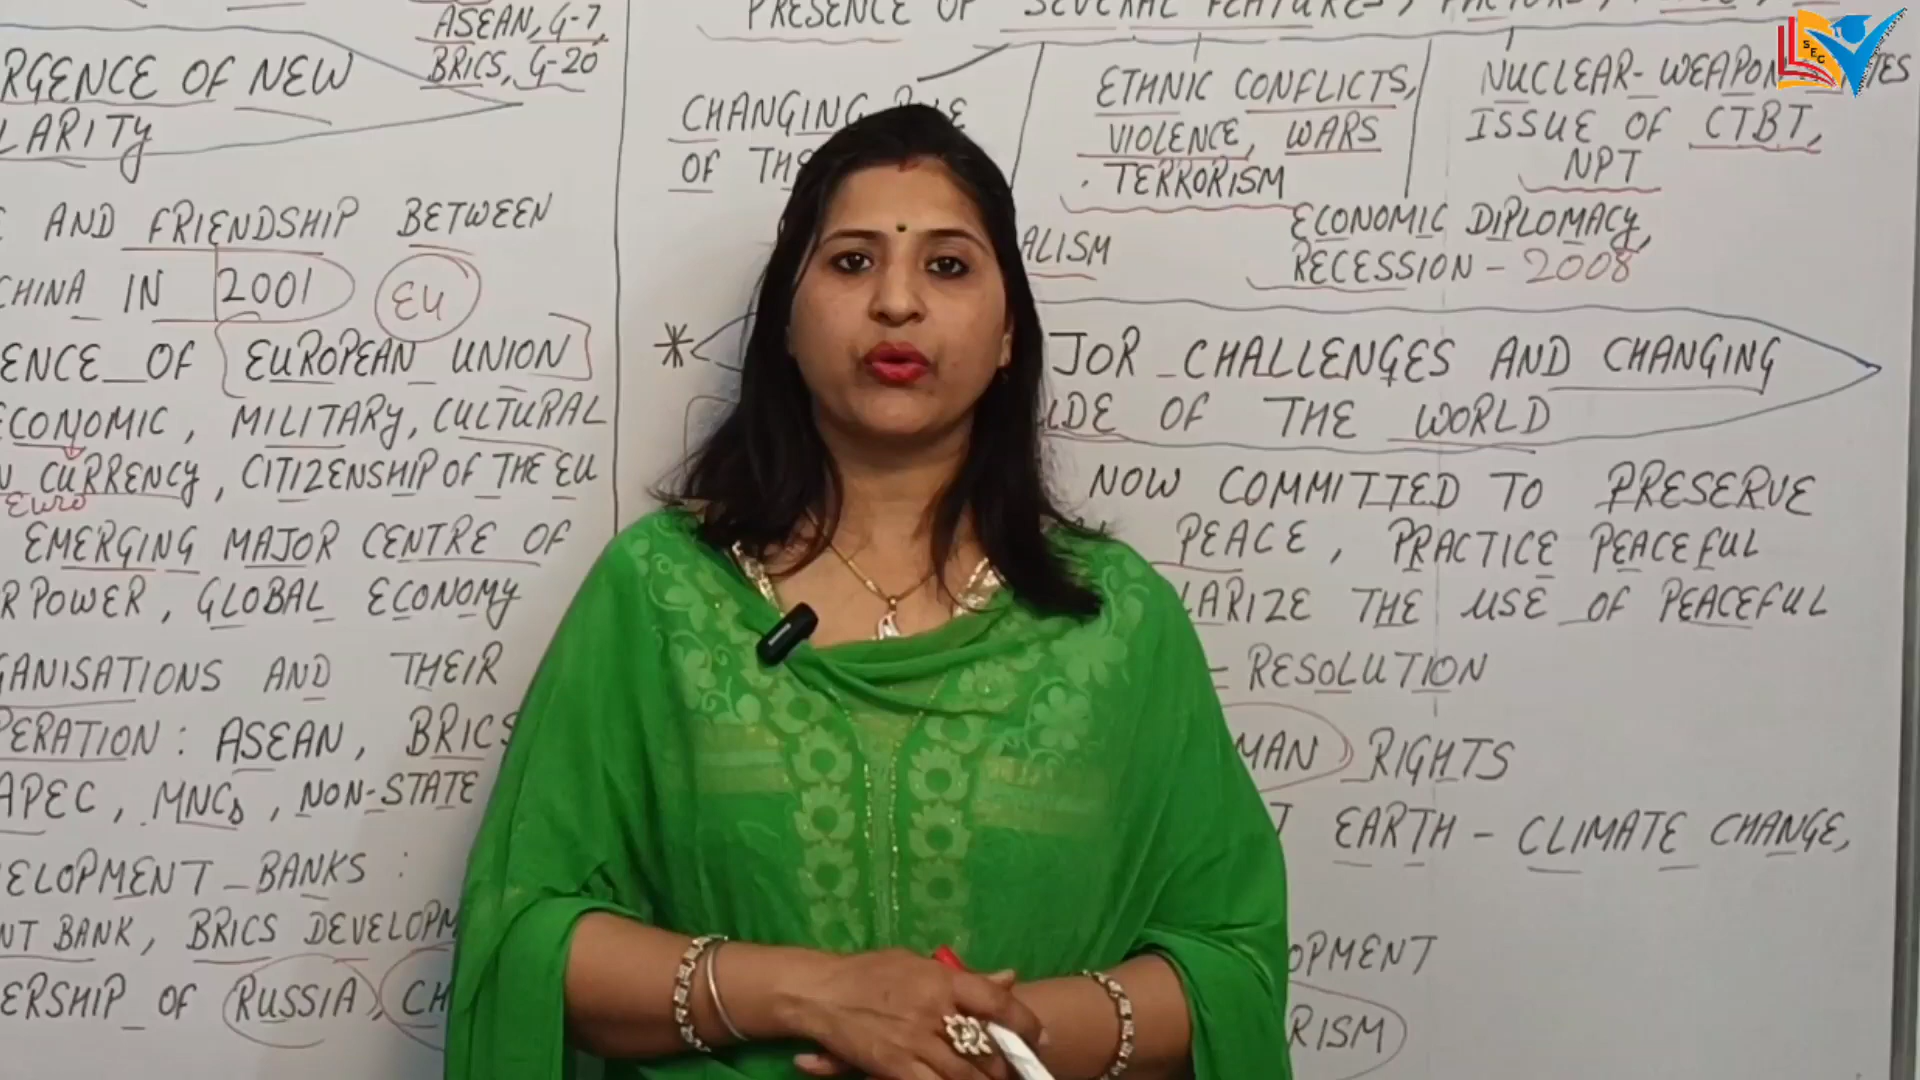 ASEAN, G-7,
BRICS, G-20
RGENCE OF NEW
LARITY
AND FRIENDSHIP BETWEEN
CHINA IN 2001 EU
ENCE OF EUROPEAN UNION
ECONOMIC, MILITARY, CULTURAL
CURRENCY, CITIZENSHIP OF THE EU
Euro
EMERGING MAJOR CENTRE OF
R POWER, GLOBAL ECONOMY
GANISATIONS AND THEIR
PERATION : ASEAN, BRICS
APEC, MNCs, NON-STATE
ELOPMENT BANKS :
NT BANK, BRICS DEVELOPM
ERSHIP OF RUSSIA, CH
PRESENCE OF SEVERAL FEATURES,
CHANGING
OF TH
ETHNIC CONFLICTS,
VIOLENCE, WARS
TERRORISM
NUCLEAR-WEAPON
ISSUE OF CTBT,
NPT
ALISM
ECONOMIC DIPLOMACY,
RECESSION - 2008
* JOR CHALLENGES AND CHANGING
OF THE WORLD
NOW COMMITTED TO PRESERVE
PEACE, PRACTICE PEACEFUL
LARIZE THE USE OF PEACEFUL
- RESOLUTION
MAN RIGHTS
EARTH - CLIMATE CHANGE,
OPMENT
RISM
SEC